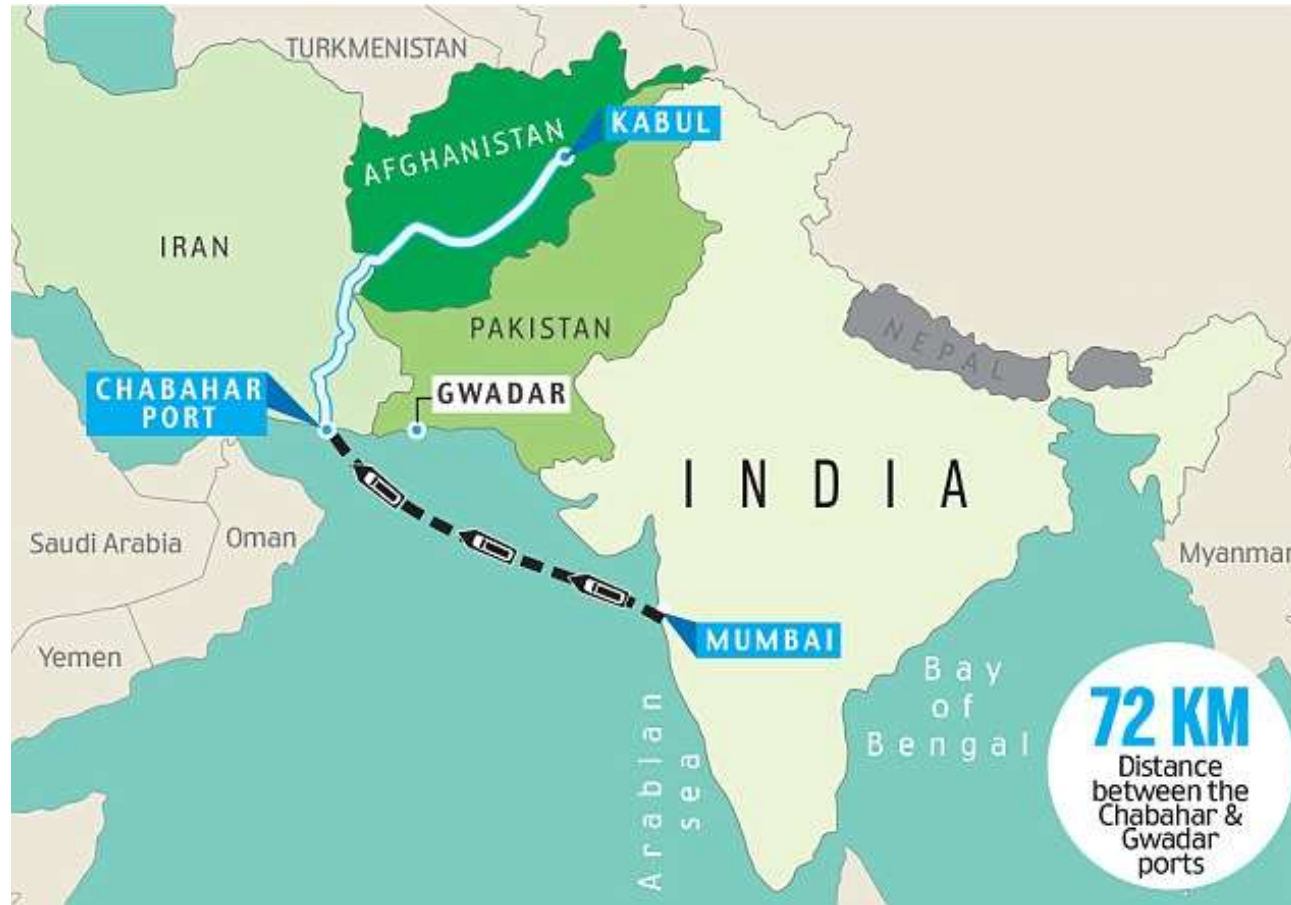 TURKMENISTAN
KABUL
AFGHANISTAN
IRAN
PAKISTAN
NEPAL
CHABAHAR
PORT
GWADAR
INDIA
Saudi Arabia
Oman
Myanmar
Yemen
MUMBAI
Bay
of
Bengal
Arabian
sea
72 KM
Distance
between the
Chabahar &
Gwadar
ports